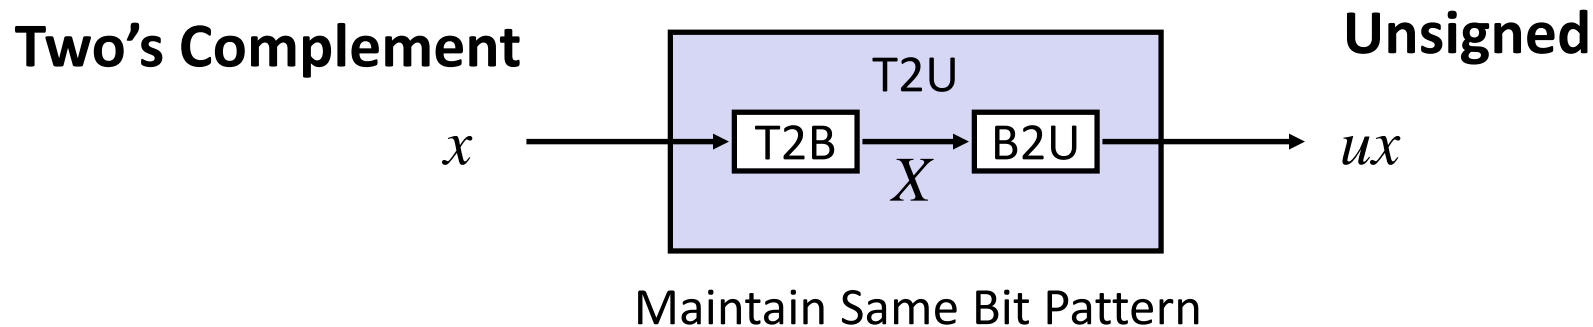 Two's Complement
Unsigned
T2U
x
T2B
X
B2U
ux
Maintain Same Bit Pattern